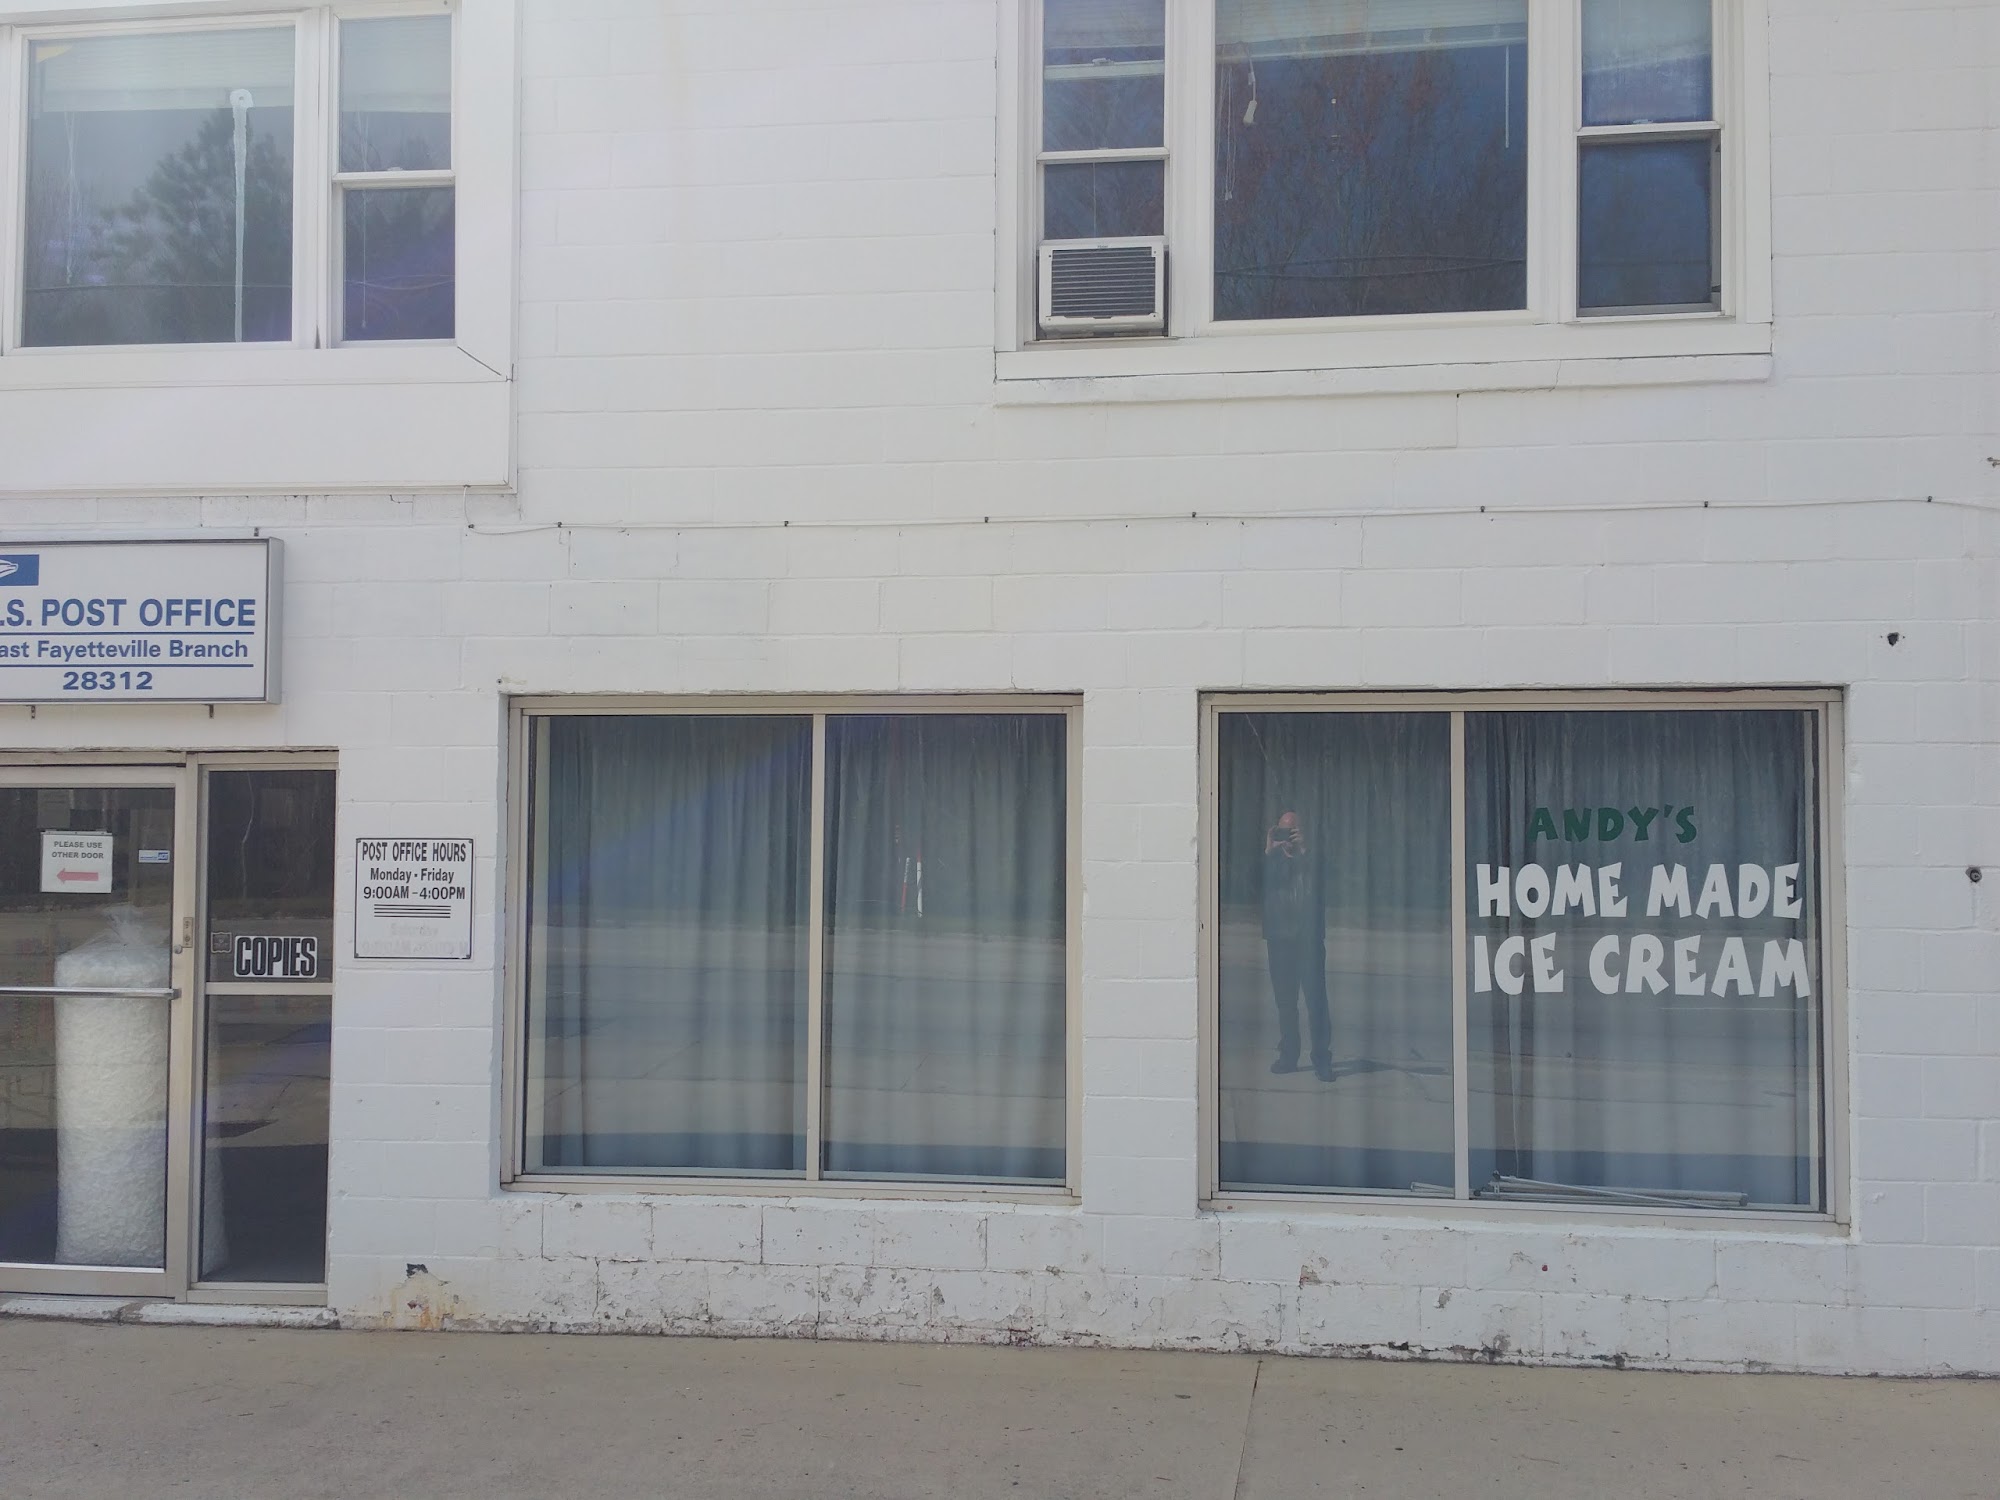 .S. POST OFFICE
ast Fayetteville Branch
28312
PLEASE USE
OTHER DOOR
COPIES
POST OFFICE HOURS
Monday - Friday
9:00AM - 4:00PM
Saturday
ANDY'S
HOME MADE
ICE CREAM